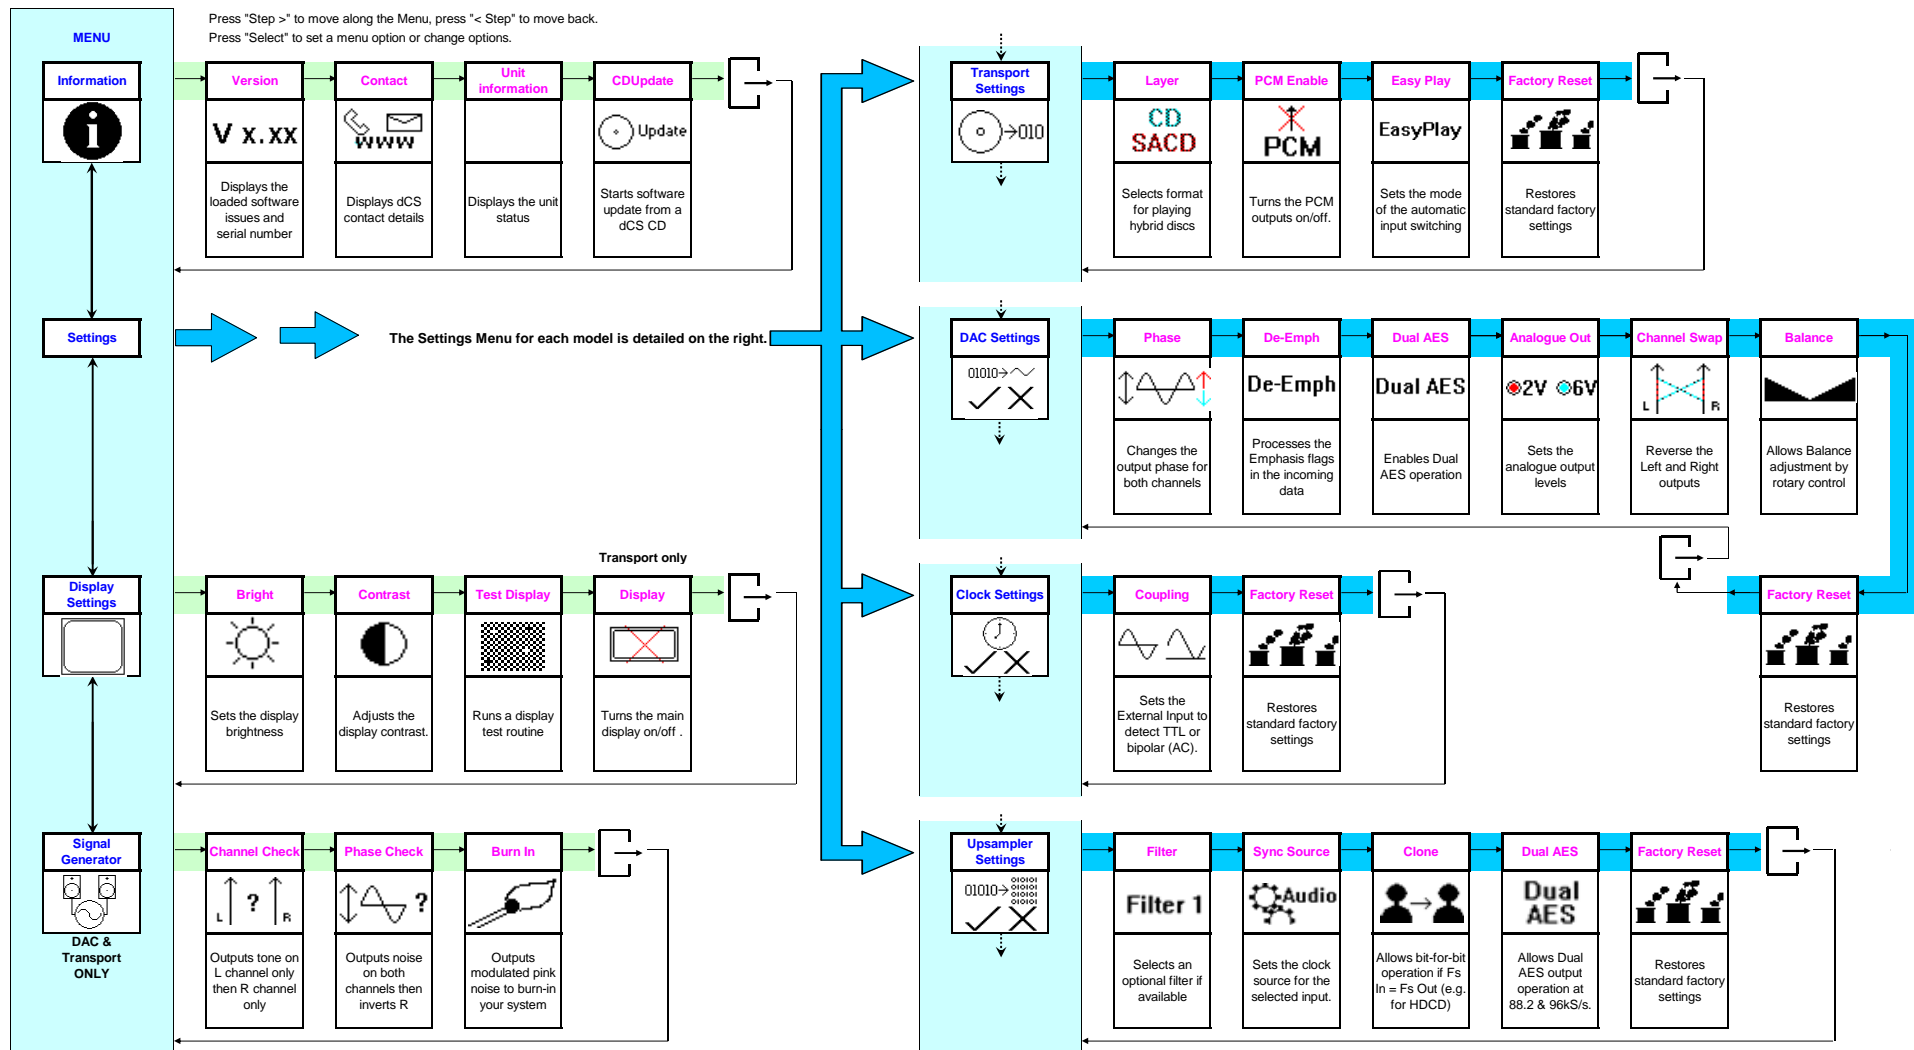 Press "Step >" to move along the Menu, press "< Step" to move back.
Press "Select" to set a menu option or change options.
MENU
Information
Version
V x.xx
Displays the
loaded software
issues and
serial number
Contact
WWW
Displays dCS
contact details
Unit
information
Displays the unit
status
CDUpdate
Update
Starts software
update from a
dCS CD
Settings
The Settings Menu for each model is detailed on the right.
Display
Settings
Bright
Sets the display
brightness
Contrast
Adjusts the
display contrast.
Test Display
Runs a display
test routine
Transport only
Display
Turns the main
display on/off .
Signal
Generator
DAC &
Transport
ONLY
Channel Check
L ? R
Outputs tone on
L channel only
then R channel
only
Phase Check
?
Outputs noise
on both
channels then
inverts R
Burn In
Outputs
modulated pink
noise to burn-in
your system
Transport
Settings
010
Layer
CD
SACD
Selects format
for playing
hybrid discs
PCM Enable
PCM
Turns the PCM
outputs on/off.
Easy Play
EasyPlay
Sets the mode
of the automatic
input switching
Factory Reset
Restores
standard factory
settings
DAC Settings
01010
Phase
Changes the
output phase for
both channels
De-Emph
De-Emph
Processes the
Emphasis flags
in the incoming
data
Dual AES
Dual AES
Enables Dual
AES operation
Analogue Out
2V 6V
Sets the
analogue output
levels
Channel Swap
L R
Reverse the
Left and Right
outputs
Balance
Allows Balance
adjustment by
rotary control
Factory Reset
Restores
standard factory
settings
Clock Settings
Coupling
Sets the
External Input to
detect TTL or
bipolar (AC).
Factory Reset
Restores
standard factory
settings
Upsampler
Settings
01010
01010
01010
01010
Filter
Filter 1
Selects an
optional filter if
available
Sync Source
Audio
Sets the clock
source for the
selected input.
Clone
Allows bit-for-bit
operation if Fs
In = Fs Out (e.g.
for HDCD)
Dual AES
Dual
AES
Allows Dual
AES output
operation at
88.2 & 96kS/s.
Factory Reset
Restores
standard factory
settings